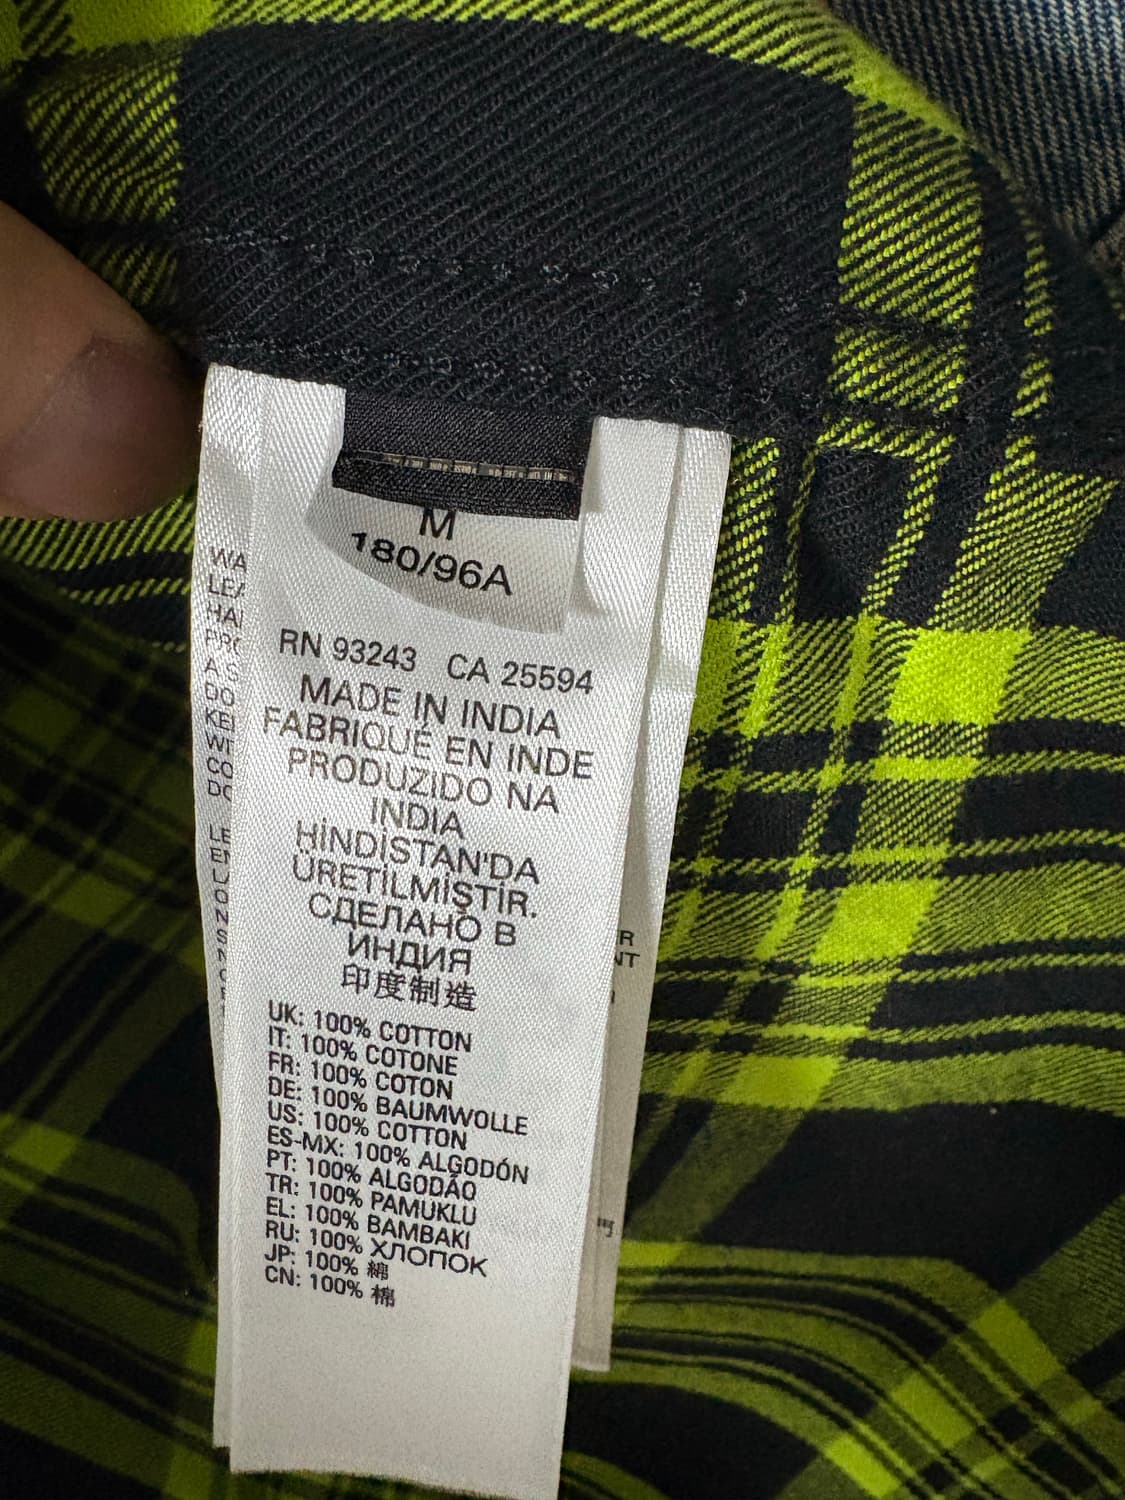 M
180/96A
RN 93243 CA 25594
MADE IN INDIA
FABRIQUÉ EN INDE
PRODUZIDO NA
INDIA
HİNDİSTAN'DA
ÜRETİLMİŞTİR.
СДЕЛАНО В
ИНДИЯ
印度制造
UK: 100% COTTON
IT: 100% COTONE
FR: 100% COTON
DE: 100% BAUMWOLLE
US: 100% COTTON
ES-MX: 100% ALGODÓN
PT: 100% ALGODÃO
TR: 100% PAMUKLU
EL: 100% BAMBAKI
RU: 100% ХЛОПОК
JP: 100% 綿
CN: 100% 棉